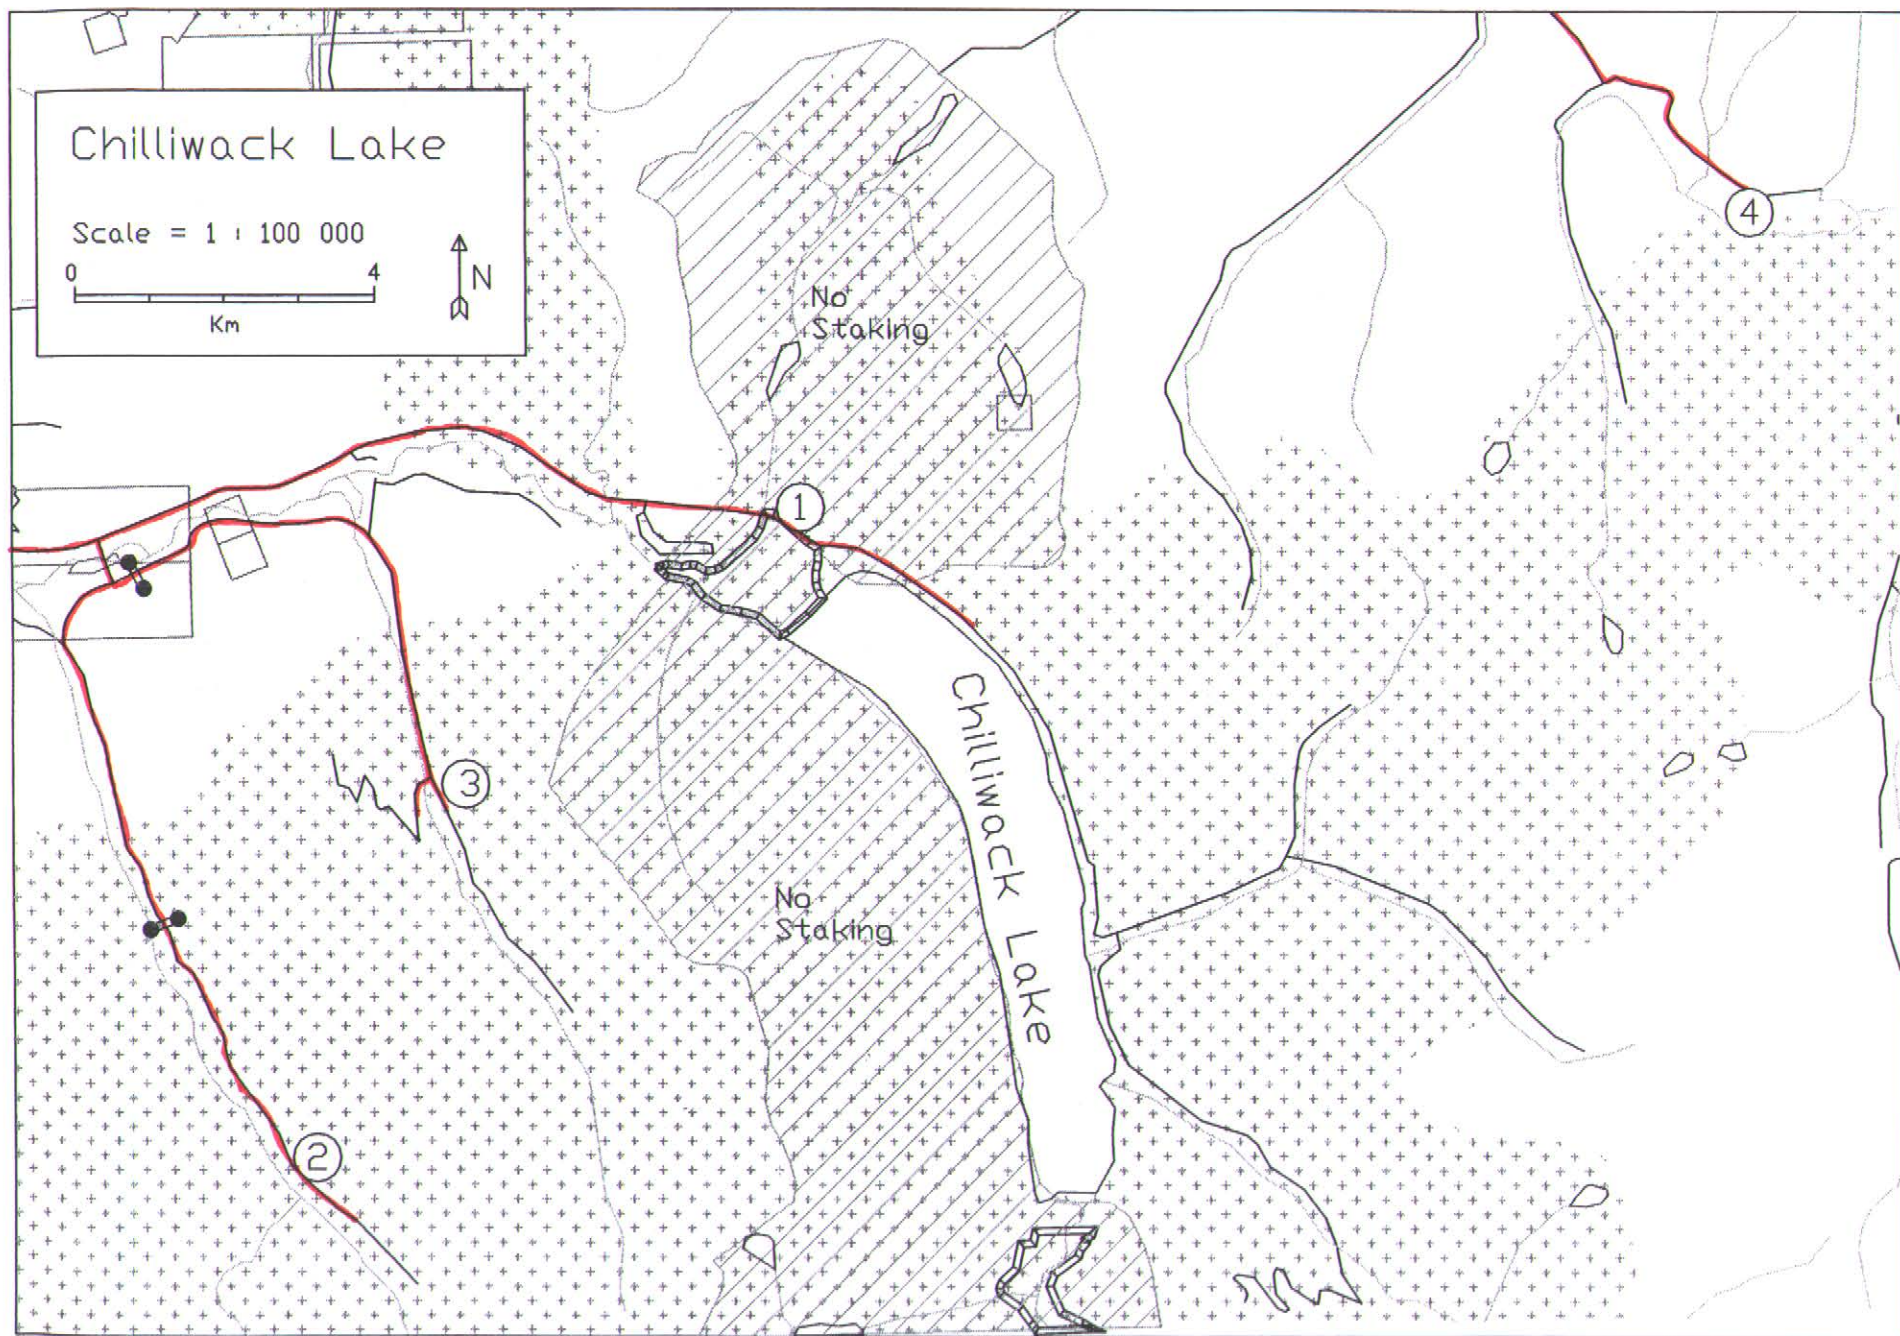 Chilliwack Lake
Scale = 1 : 100 000
0 4
Km
N
No
Staking
1
4
3
2
Chilliwack Lake
No
Staking